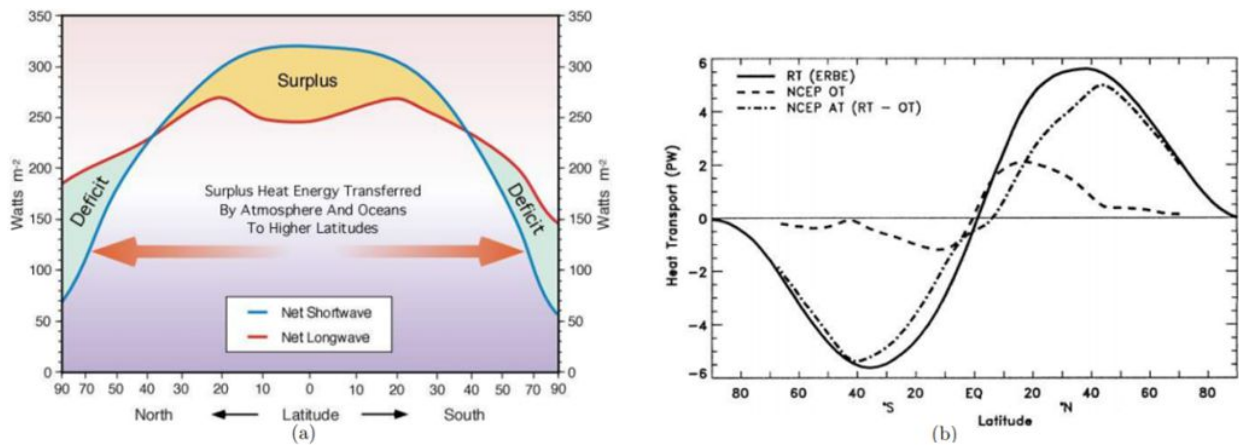 350
300
250
200
150
100
50
0
Watts m-2
Surplus
Deficit
Deficit
Surplus Heat Energy Transferred
By Atmosphere And Oceans
To Higher Latitudes
Net Shortwave
Net Longwave
350
300
250
200
150
100
50
0
Watts m-2
90 70 50 40 30 20 10 0 10 20 30 40 50 70 90
North Latitude South
(a)
6
4
2
0
-2
-4
-6
Heat Transport (PW)
RT (ERBE)
NCEP OT
NCEP AT (RT - OT)
80 60 40 20 EQ 20 40 60 80
°S °N
Latitude
(b)